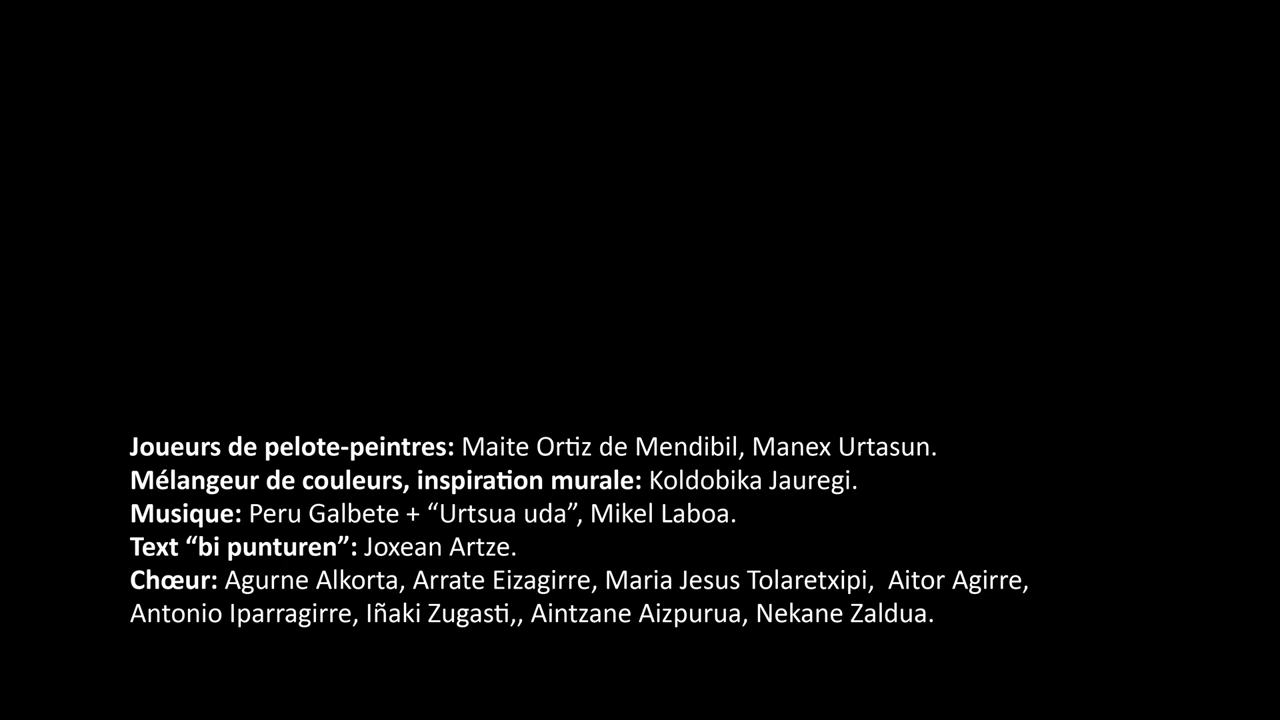 Joueurs de pelote-peintres: Maite Ortiz de Mendibil, Manex Urtasun.
Mélangeur de couleurs, inspiration murale: Koldobika Jauregi.
Musique: Peru Galbete + “Urtsua uda”, Mikel Laboa.
Text “bi punturen”: Joxean Artze.
Chœur: Agurne Alkorta, Arrate Eizagirre, Maria Jesus Tolaretxipi,  Aitor Agirre,
Antonio Iparragirre, Iñaki Zugasti,, Aintzane Aizpurua, Nekane Zaldua.